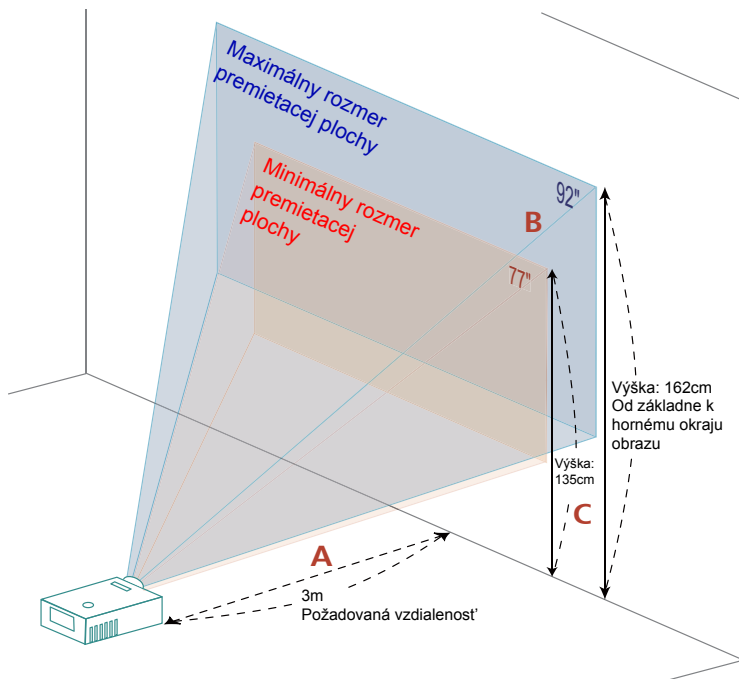 Maximálny rozmer
premietacej plochy
92"
B
Minimálny rozmer
premietacej
plochy
77"
Výška: 162cm
Od základne k
hornému okraju
obrazu
Výška:
135cm
C
A
3m
Požadovaná vzdialenosť